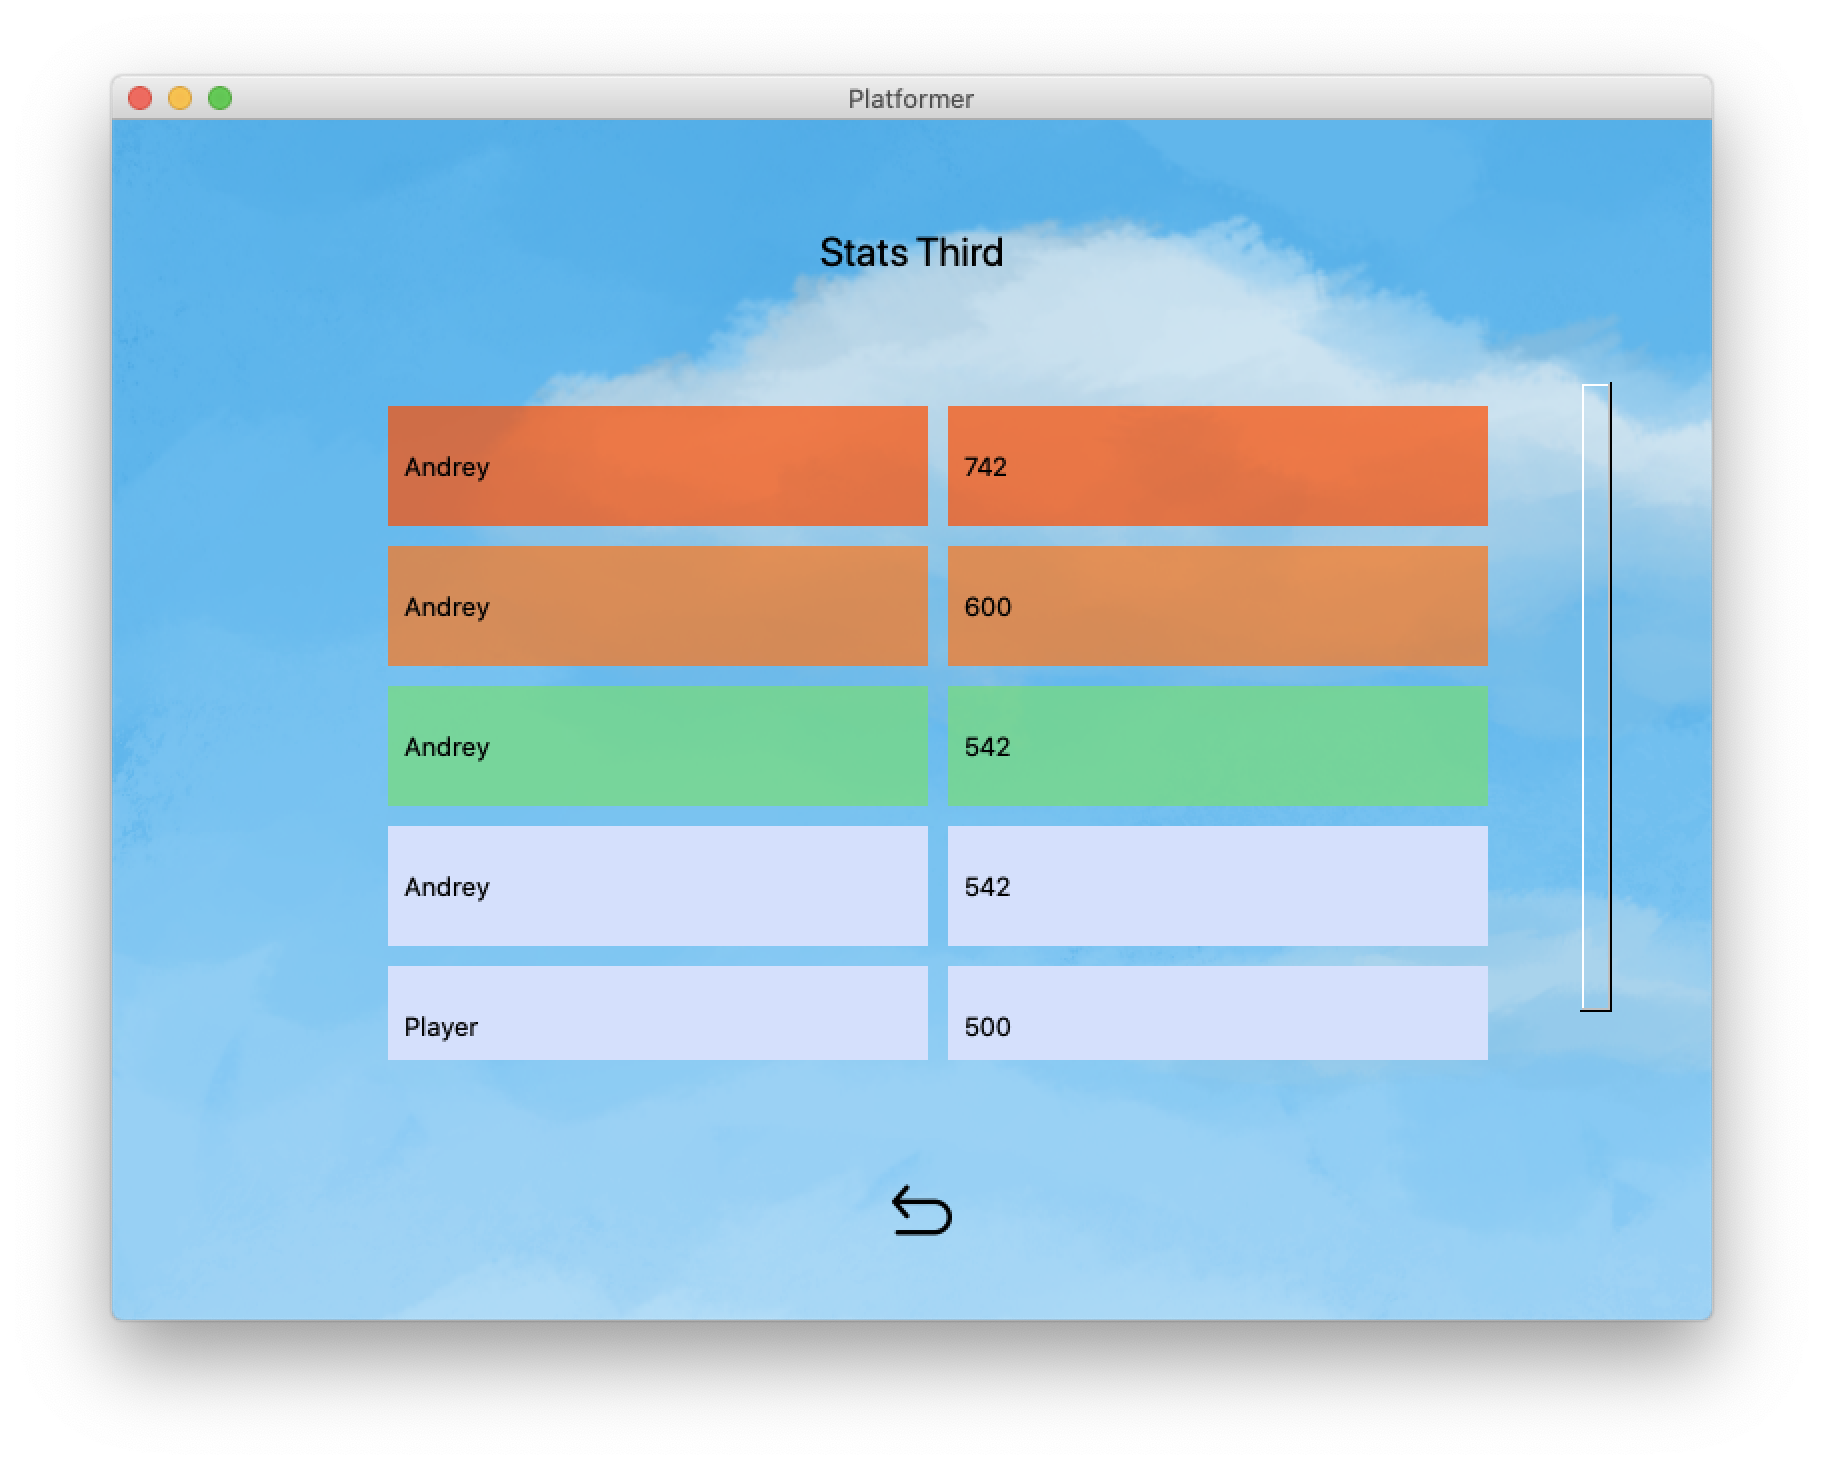 Platformer
Stats Third
Andrey 742
Andrey 600
Andrey 542
Andrey 542
Player 500